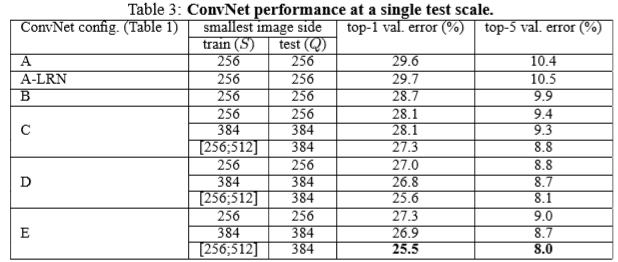 Table 3: ConvNet performance at a single test scale.
ConvNet config. (Table 1) smallest image side top-1 val. error (%) top-5 val. error (%)
train (S) test (Q)
A 256 256 29.6 10.4
A-LRN 256 256 29.7 10.5
B 256 256 28.7 9.9
256 256 28.1 9.4
C 384 384 28.1 9.3
[256;512] 384 27.3 8.8
256 256 27.0 8.8
D 384 384 26.8 8.7
[256;512] 384 25.6 8.1
256 256 27.3 9.0
E 384 384 26.9 8.7
[256;512] 384 25.5 8.0